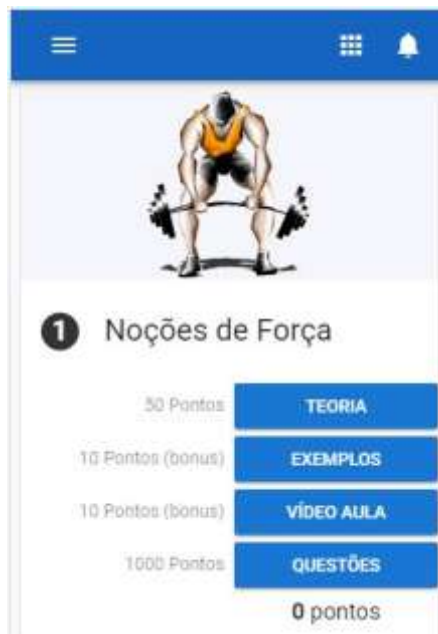 1 Noções de Força
50 Pontos TEORIA
10 Pontos (bonus) EXEMPLOS
10 Pontos (bonus) VÍDEO AULA
1000 Pontos QUESTÕES
0 pontos